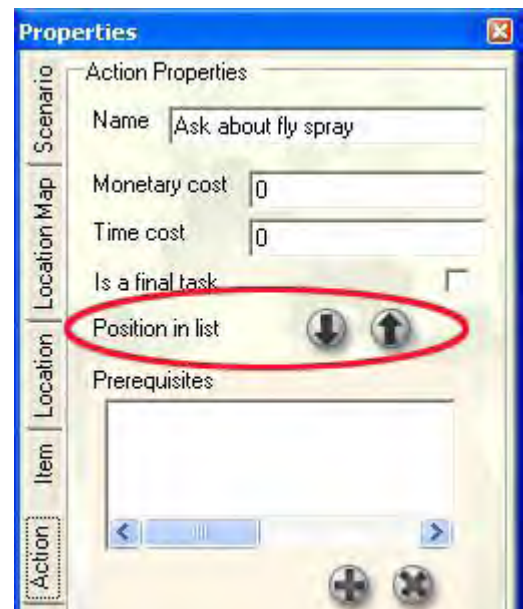 Properties
Scenario
Location Map
Location
Item
Action
Action Properties
Name Ask about fly spray
Monetary cost 0
Time cost 0
Is a final task
Position in list
Prerequisites